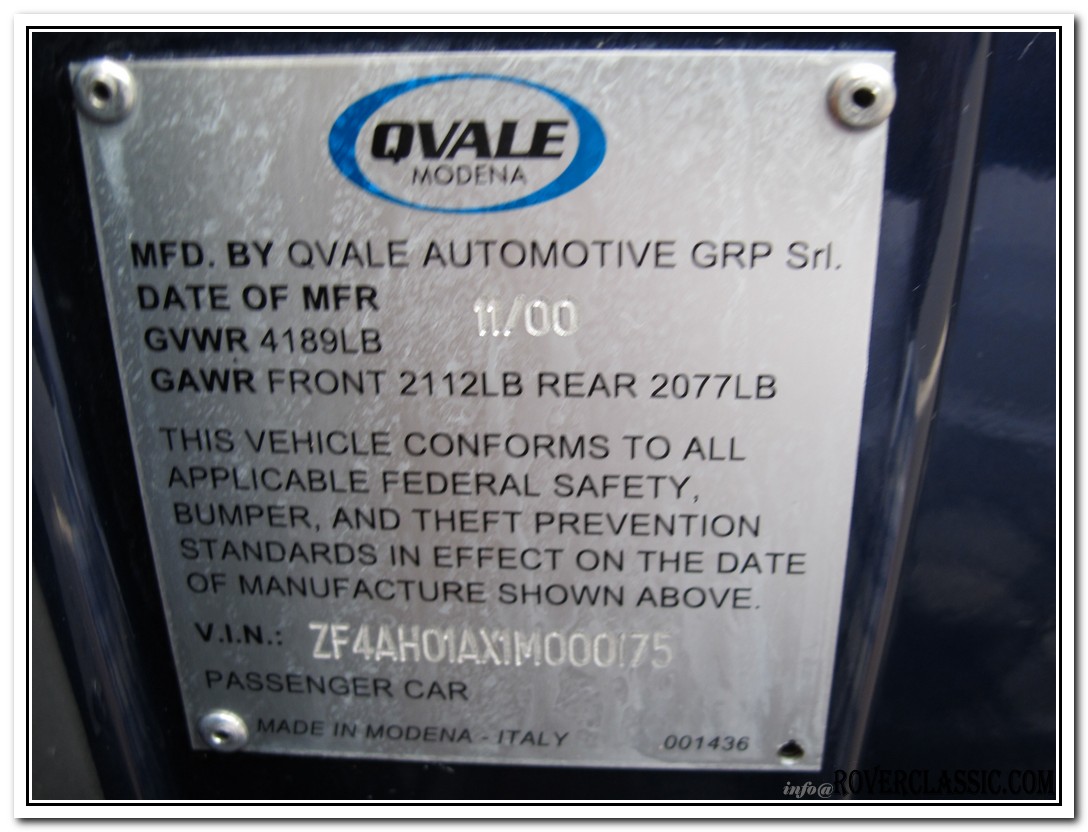 QVALE
MODENA
MFD. BY QVALE AUTOMOTIVE GRP Srl.
DATE OF MFR 11/00
GVWR 4189LB
GAWR FRONT 2112LB REAR 2077LB
THIS VEHICLE CONFORMS TO ALL
APPLICABLE FEDERAL SAFETY,
BUMPER, AND THEFT PREVENTION
STANDARDS IN EFFECT ON THE DATE
OF MANUFACTURE SHOWN ABOVE.
V.I.N.: ZF4AH01AX1M000175
PASSENGER CAR
MADE IN MODENA - ITALY 001436
info@ROVERCLASSIC.COM